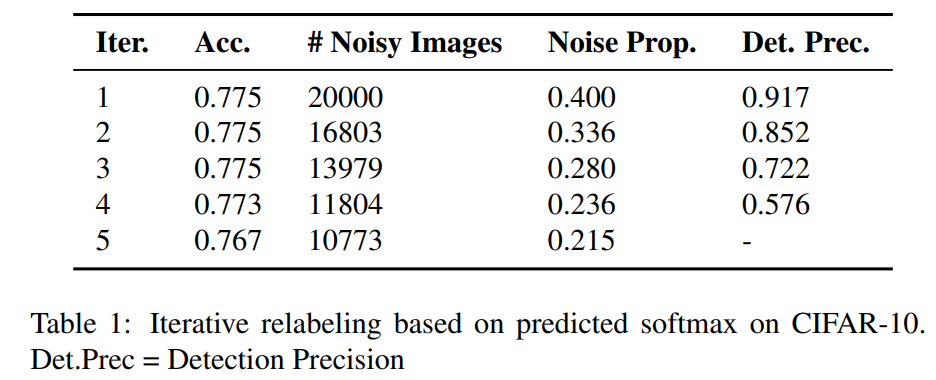 Iter. Acc. # Noisy Images Noise Prop. Det. Prec.
1 0.775 20000 0.400 0.917
2 0.775 16803 0.336 0.852
3 0.775 13979 0.280 0.722
4 0.773 11804 0.236 0.576
5 0.767 10773 0.215 -
Table 1: Iterative relabeling based on predicted softmax on CIFAR-10.
Det.Prec = Detection Precision